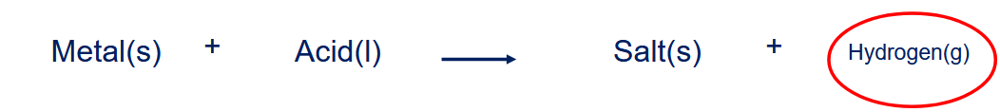 Metal(s) + Acid(l) Salt(s) + Hydrogen(g)